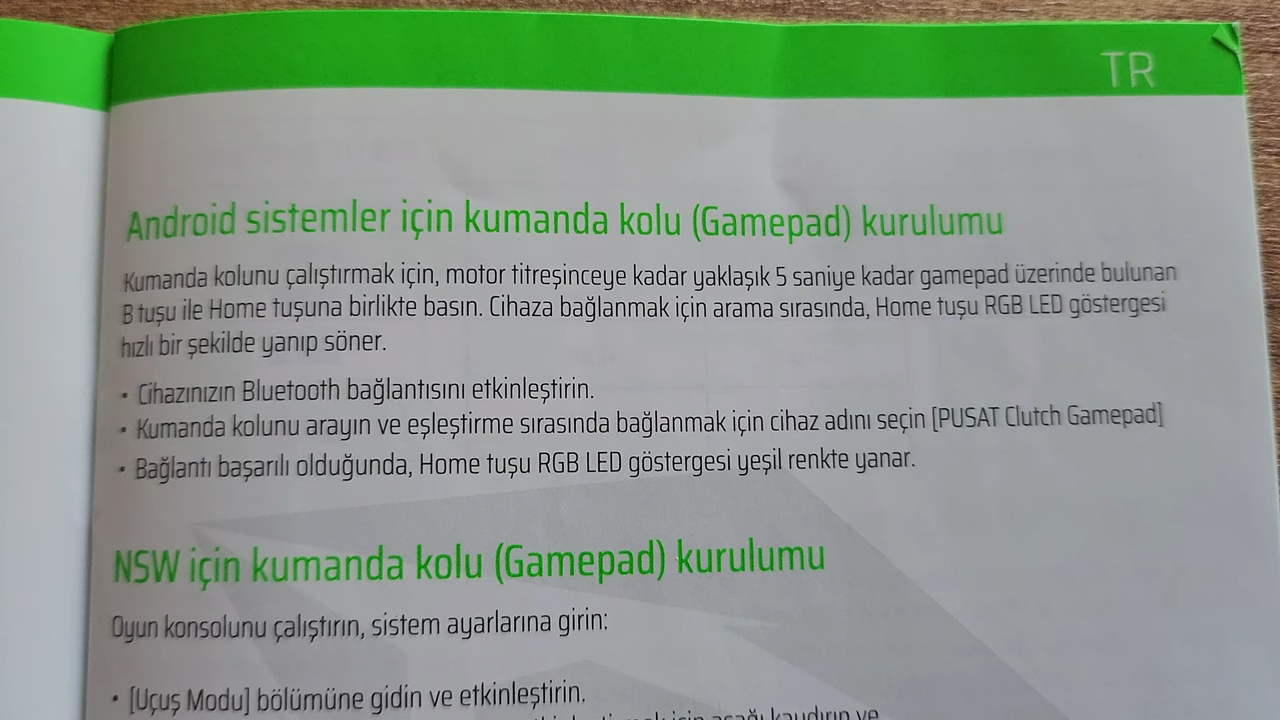 TR
Android sistemler için kumanda kolu (Gamepad) kurulumu
Kumanda kolunu çalıştırmak için, motor titreşinceye kadar yaklaşık 5 saniye kadar gamepad üzerinde bulunan
B tuşu ile Home tuşuna birlikte basın. Cihaza bağlanmak için arama sırasında, Home tuşu RGB LED göstergesi
hızlı bir şekilde yanıp söner.
• Cihazınızın Bluetooth bağlantısını etkinleştirin.
• Kumanda kolunu arayın ve eşleştirme sırasında bağlanmak için cihaz adını seçin [PUSAT Clutch Gamepad]
• Bağlantı başarılı olduğunda, Home tuşu RGB LED göstergesi yeşil renkte yanar.
NSW için kumanda kolu (Gamepad) kurulumu
Oyun konsolunu çalıştırın, sistem ayarlarına girin:
• [Uçuş Modu] bölümüne gidin ve etkinleştirin.
için aşağı kaydırın ve